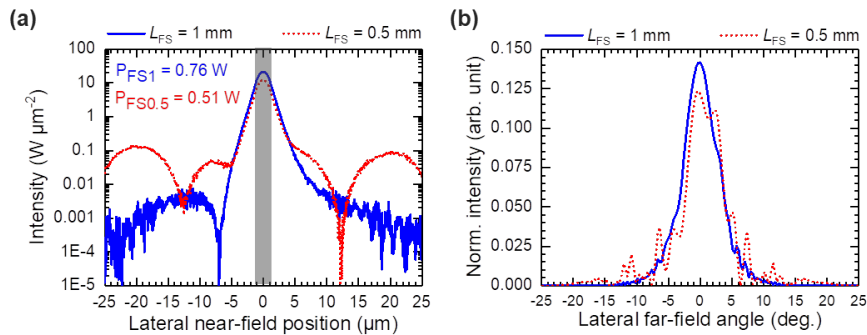 (a)
L_FS = 1 mm
L_FS = 0.5 mm
P_FS1 = 0.76 W
P_FS0.5 = 0.51 W
Intensity (W µm⁻²)
100
10
1
0.1
0.01
0.001
1E-4
1E-5
-25 -20 -15 -10 -5 0 5 10 15 20 25
Lateral near-field position (µm)
(b)
L_FS = 1 mm
L_FS = 0.5 mm
Norm. intensity (arb. unit)
0.150
0.125
0.100
0.075
0.050
0.025
0.000
-25 -20 -15 -10 -5 0 5 10 15 20 25
Lateral far-field angle (deg.)